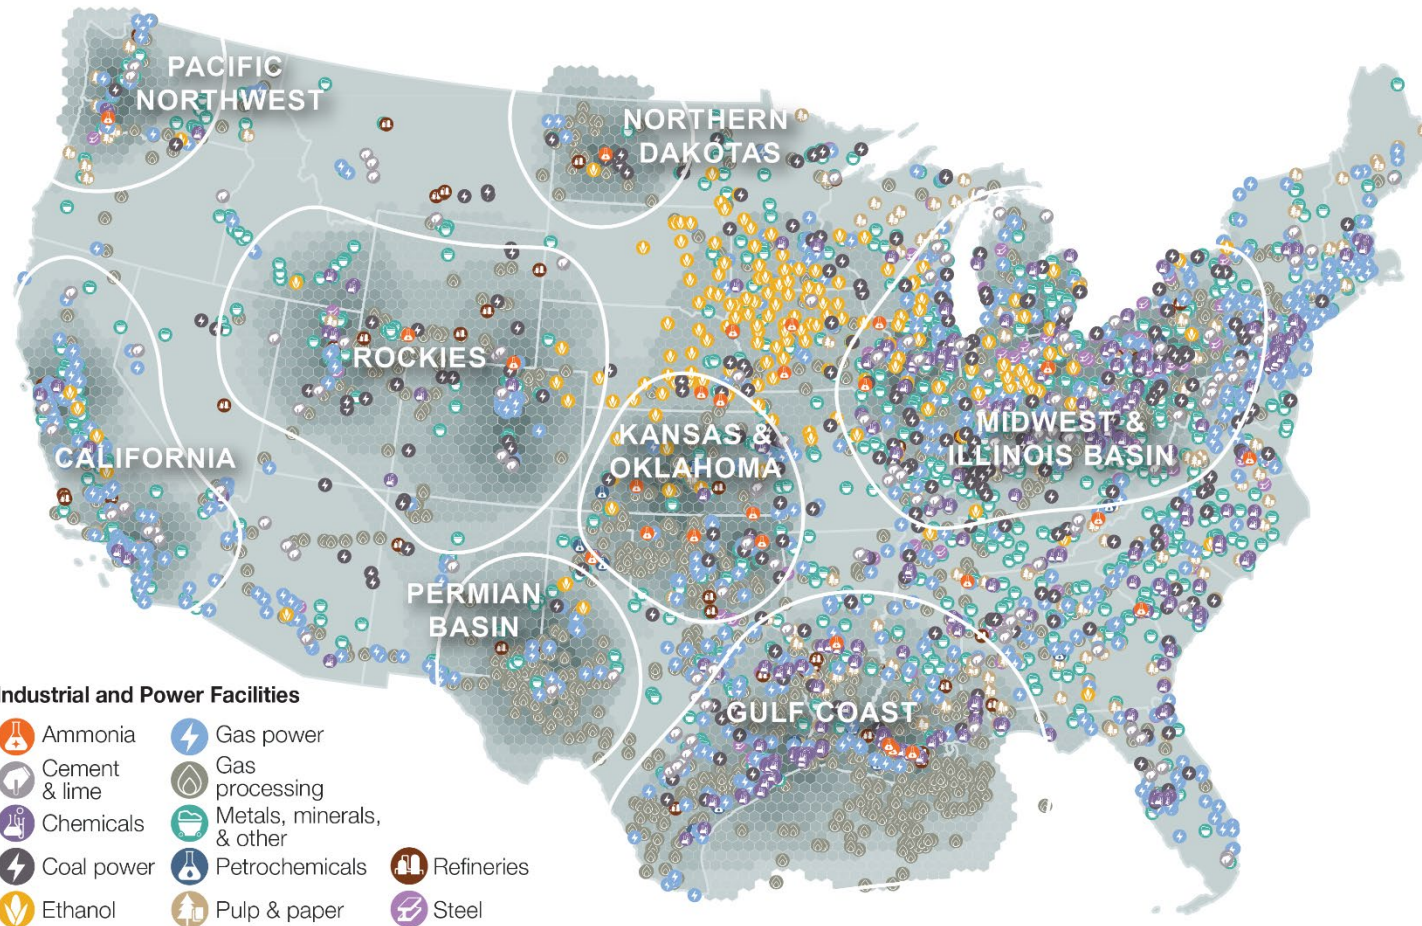 PACIFIC
NORTHWEST
NORTHERN
DAKOTAS
ROCKIES
KANSAS &
OKLAHOMA
MIDWEST &
ILLINOIS BASIN
CALIFORNIA
PERMIAN
BASIN
GULF COAST
Industrial and Power Facilities
Ammonia
Cement
& lime
Chemicals
Coal power
Ethanol
Gas power
Gas
processing
Metals, minerals,
& other
Petrochemicals
Pulp & paper
Refineries
Steel